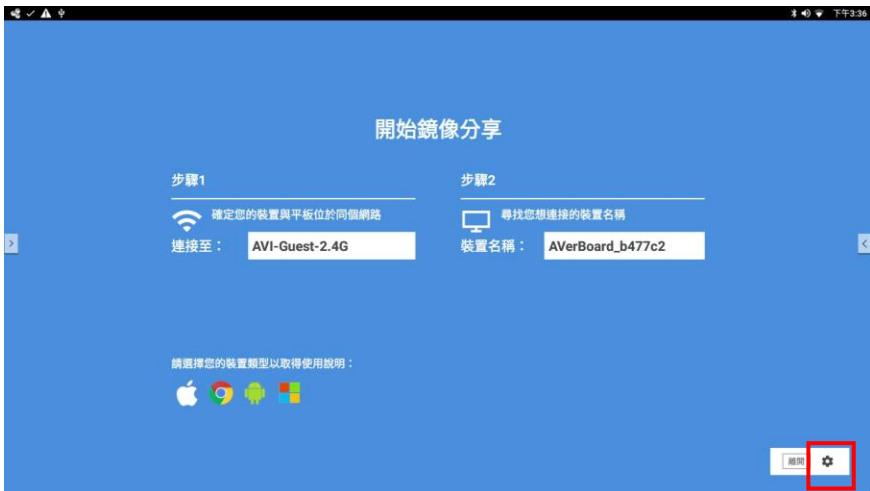 下午3:36
開始鏡像分享
步驟1
確定您的裝置與平板位於同個網路
連接至：
AVI-Guest-2.4G
步驟2
尋找您想連接的裝置名稱
裝置名稱：
AVerBoard_b477c2
請選擇您的裝置類型以取得使用說明：
離開